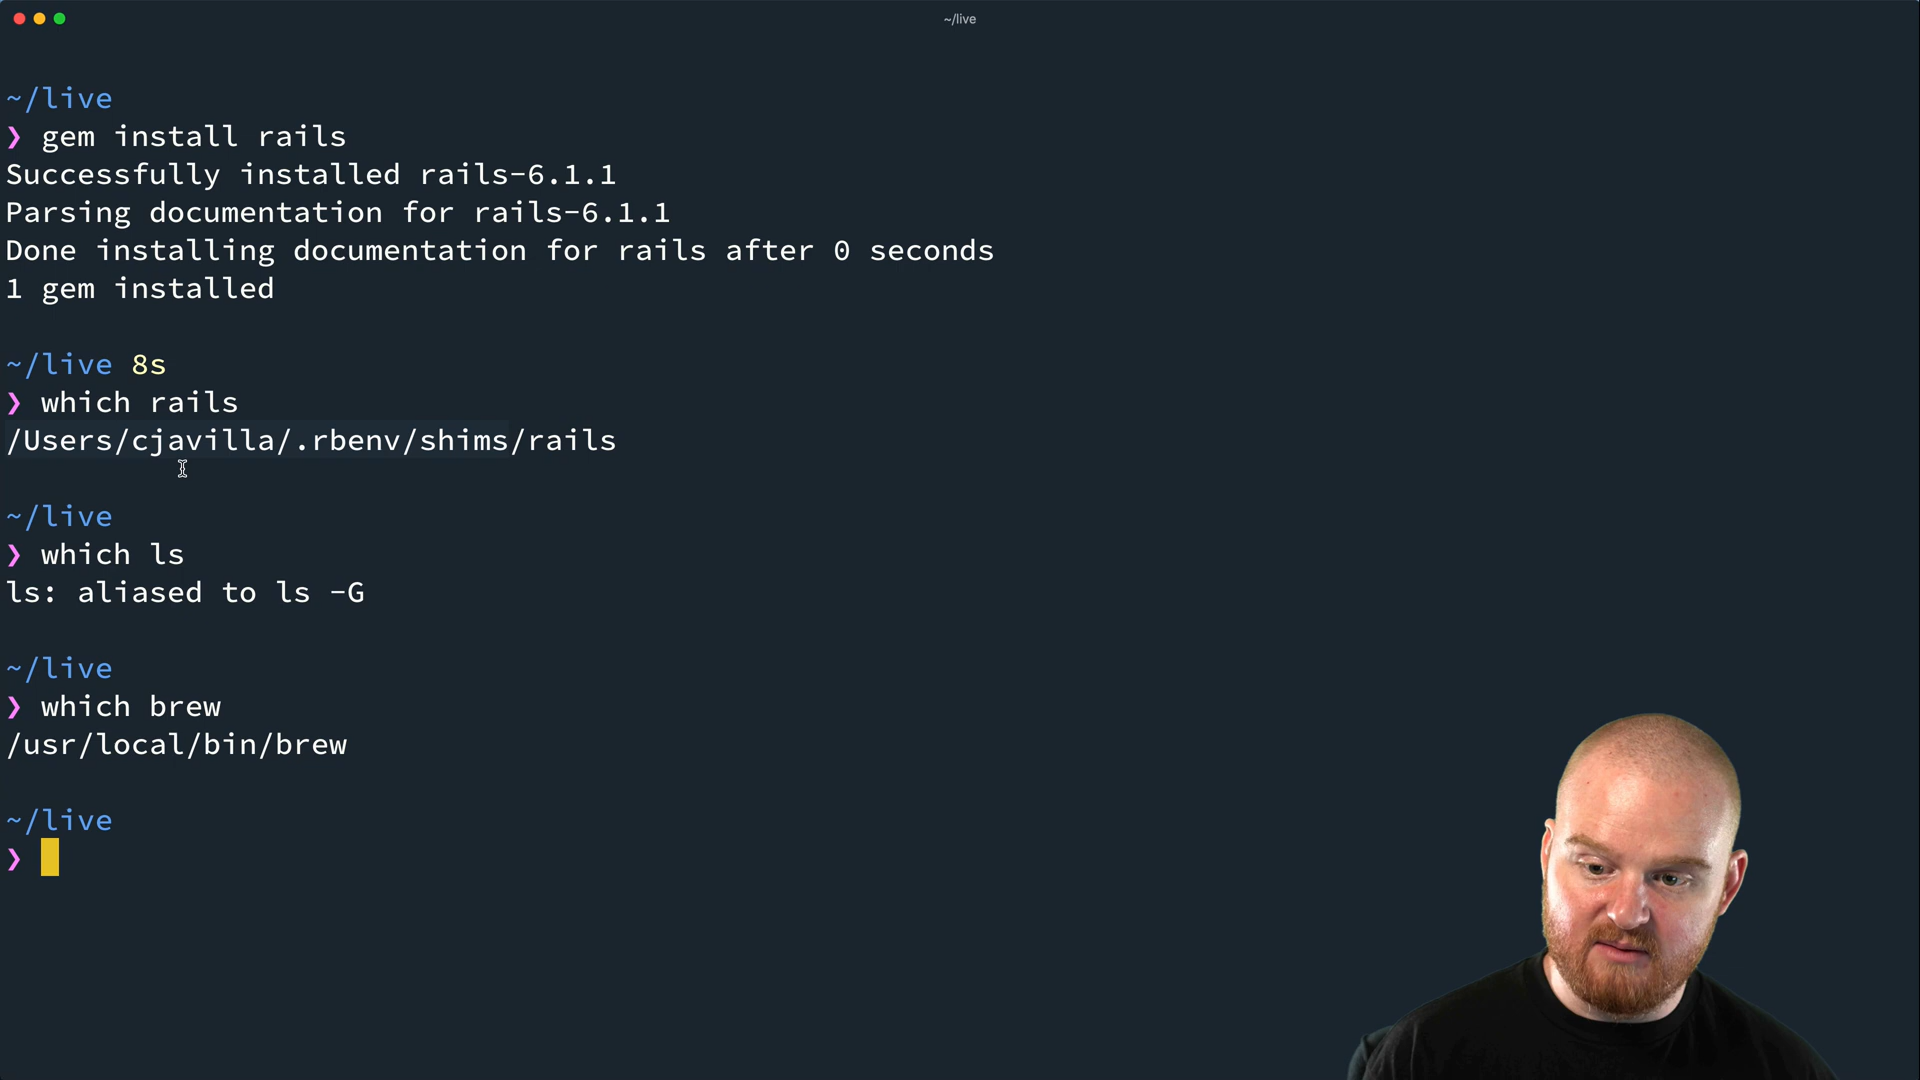 ~/live
~/live
❯ gem install rails
Successfully installed rails-6.1.1
Parsing documentation for rails-6.1.1
Done installing documentation for rails after 0 seconds
1 gem installed
~/live 8s
❯ which rails
/Users/cjavilla/.rbenv/shims/rails
~/live
❯ which ls
ls: aliased to ls -G
~/live
❯ which brew
/usr/local/bin/brew
~/live
❯